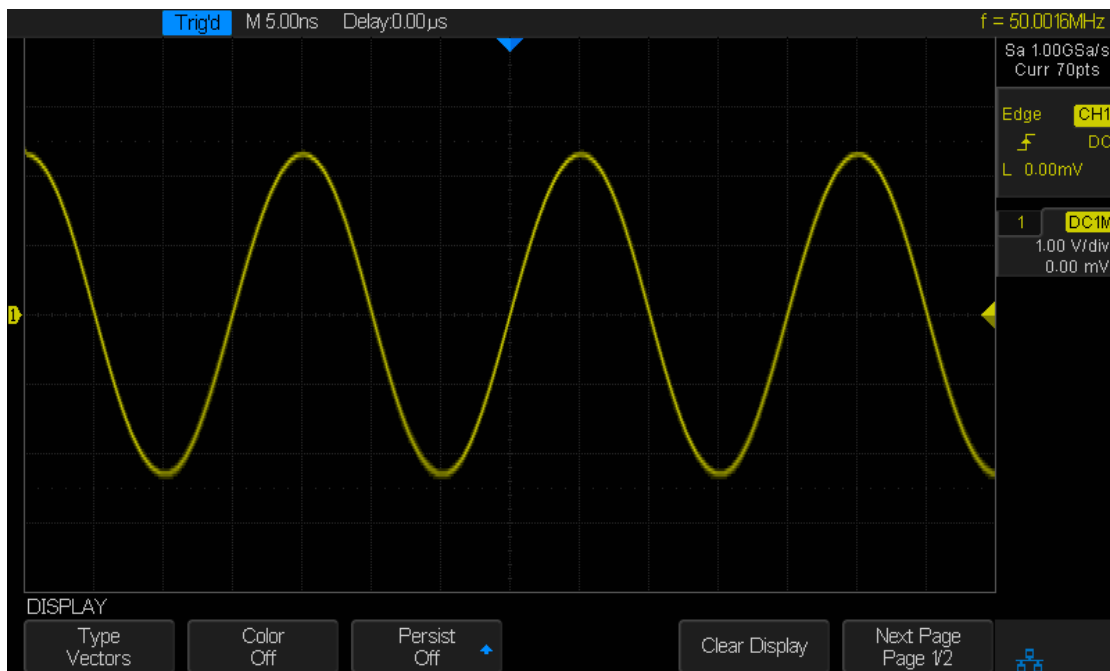 Trig'd M 5.00ns Delay:0.00µs f = 50.0016MHz
Sa 1.00GSa/s
Curr 70pts
Edge CH1
DC
L 0.00mV
1 DC1M
1.00 V/div
0.00 mV
1
DISPLAY
Type
Vectors
Color
Off
Persist
Off
Clear Display
Next Page
Page 1/2